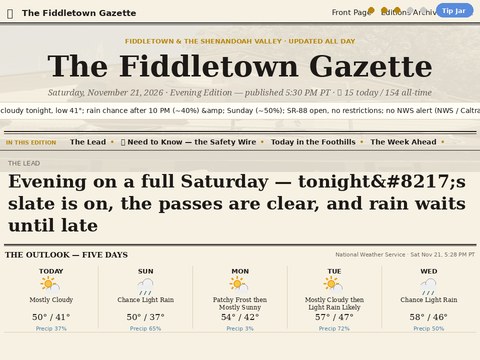 The Fiddletown Gazette
Front Page Editions Archiv
Tip Jar
FIDDLETOWN & THE SHENANDOAH VALLEY · UPDATED ALL DAY
The Fiddletown Gazette
Saturday, November 21, 2026 · Evening Edition — published 5:30 PM PT · 15 today / 154 all-time
cloudy tonight, low 41°; rain chance after 10 PM (~40%) &amp; Sunday (~50%); SR-88 open, no restrictions; no NWS alert (NWS / Caltra
IN THIS EDITION The Lead • Need to Know — the Safety Wire • Today in the Foothills • The Week Ahead •
THE LEAD
Evening on a full Saturday — tonight&#8217;s
slate is on, the passes are clear, and rain waits
until late
THE OUTLOOK — FIVE DAYS
National Weather Service · Sat Nov 21, 5:28 PM PT
TODAY SUN MON TUE WED
Mostly Cloudy Chance Light Rain Patchy Frost then Mostly Cloudy then Chance Light Rain
Mostly Sunny Light Rain Likely
50° / 41° 50° / 37° 54° / 42° 57° / 47° 58° / 46°
Precip 37% Precip 65% Precip 3% Precip 72% Precip 50%